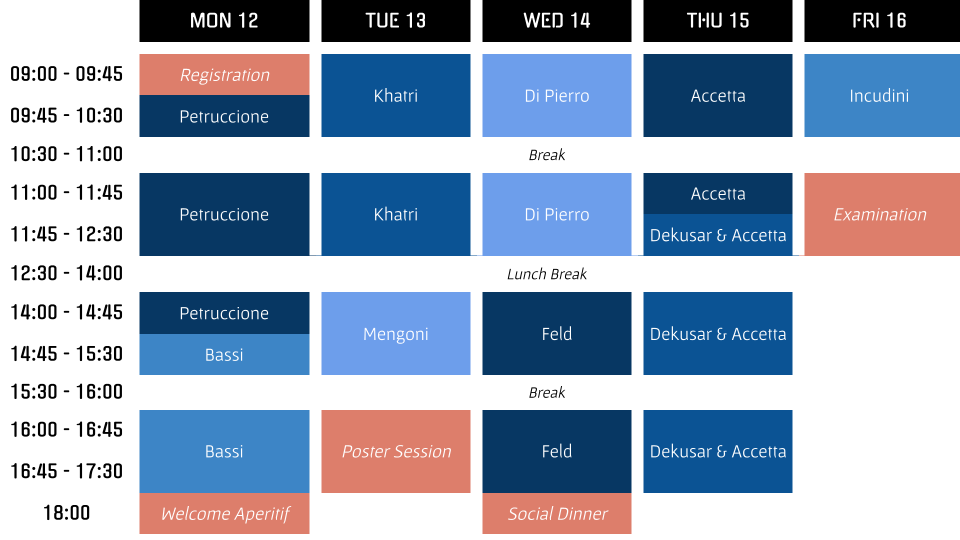 MON 12 TUE 13 WED 14 THU 15 FRI 16
09:00 - 09:45 Registration
Khatri Di Pierro Accetta Incudini
09:45 - 10:30 Petruccione
10:30 - 11:00 Break
11:00 - 11:45 Accetta
Petruccione Khatri Di Pierro Examination
11:45 - 12:30 Dekusar & Accetta
12:30 - 14:00 Lunch Break
14:00 - 14:45 Petruccione
Mengoni Feld Dekusar & Accetta
14:45 - 15:30 Bassi
15:30 - 16:00 Break
16:00 - 16:45
Bassi Poster Session Feld Dekusar & Accetta
16:45 - 17:30
18:00 Welcome Aperitif Social Dinner